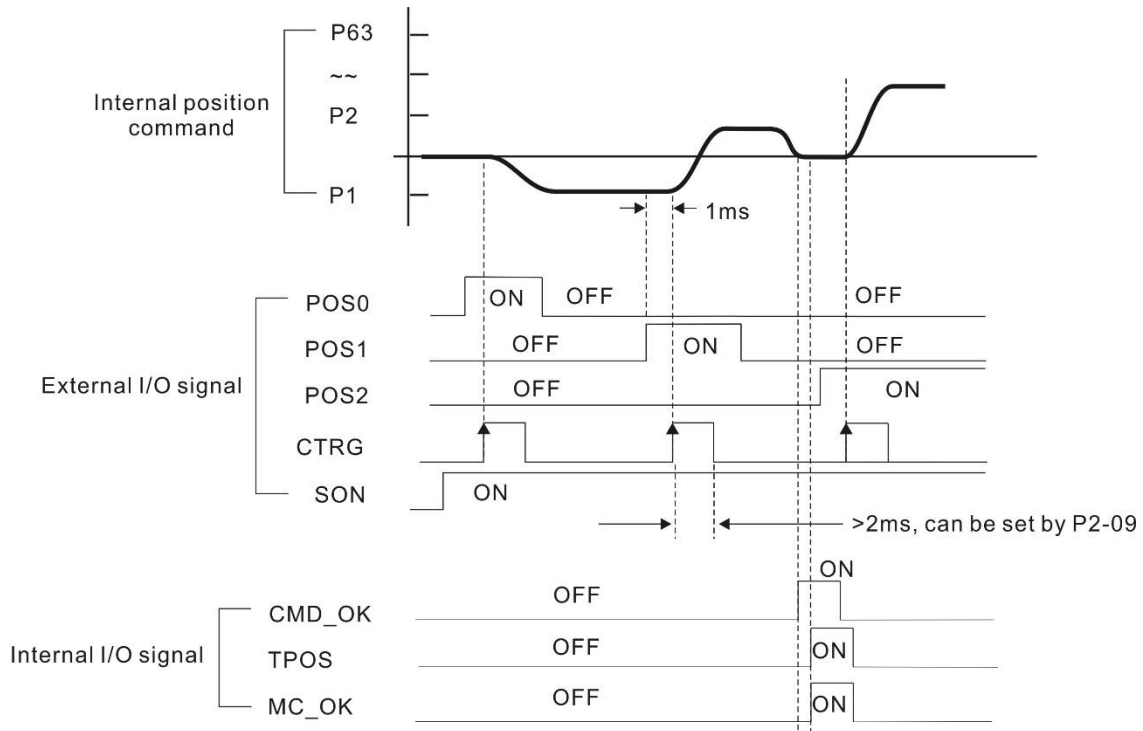 P63
~~
Internal position
command
P2
P1
1ms
POS0
ON
OFF
OFF
POS1
OFF
ON
OFF
External I/O signal
POS2
OFF
ON
CTRG
SON
ON
>2ms, can be set by P2-09
ON
CMD_OK
OFF
Internal I/O signal
TPOS
OFF
ON
MC_OK
OFF
ON